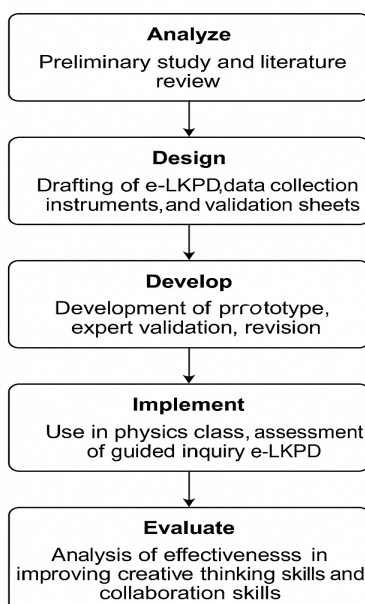 Analyze
Preliminary study and literature
review
Design
Drafting of e-LKPD,data collection
instruments,and validation sheets
Develop
Development of prrototype,
expert validation, revision
Implement
Use in physics class, assessment
of guided inquiry e-LKPD
Evaluate
Analysis of effectivenesss in
improving creative thinking skills and
collaboration skills